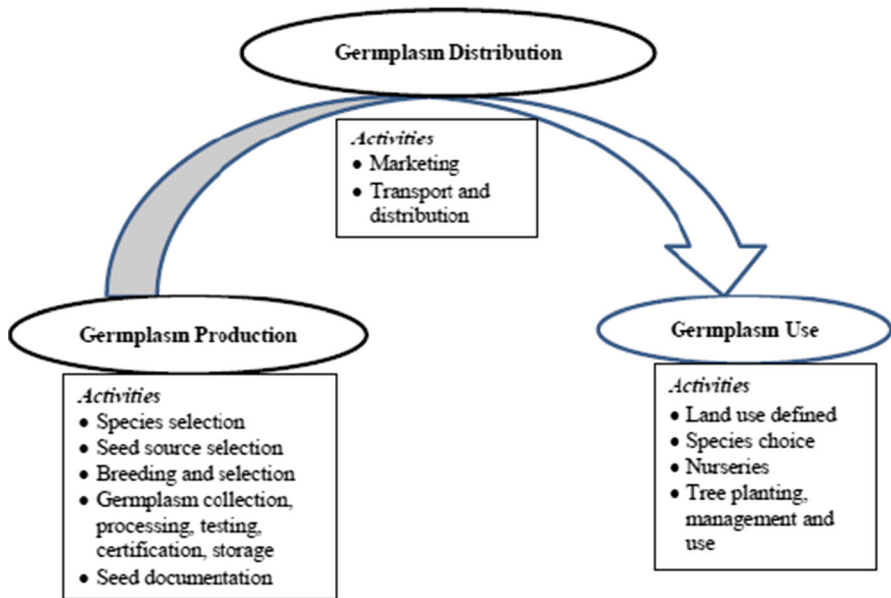 Germplasm Distribution
Activities
• Marketing
• Transport and
distribution
Germplasm Production
Activities
• Species selection
• Seed source selection
• Breeding and selection
• Germplasm collection,
processing, testing,
certification, storage
• Seed documentation
Germplasm Use
Activities
• Land use defined
• Species choice
• Nurseries
• Tree planting,
management and
use